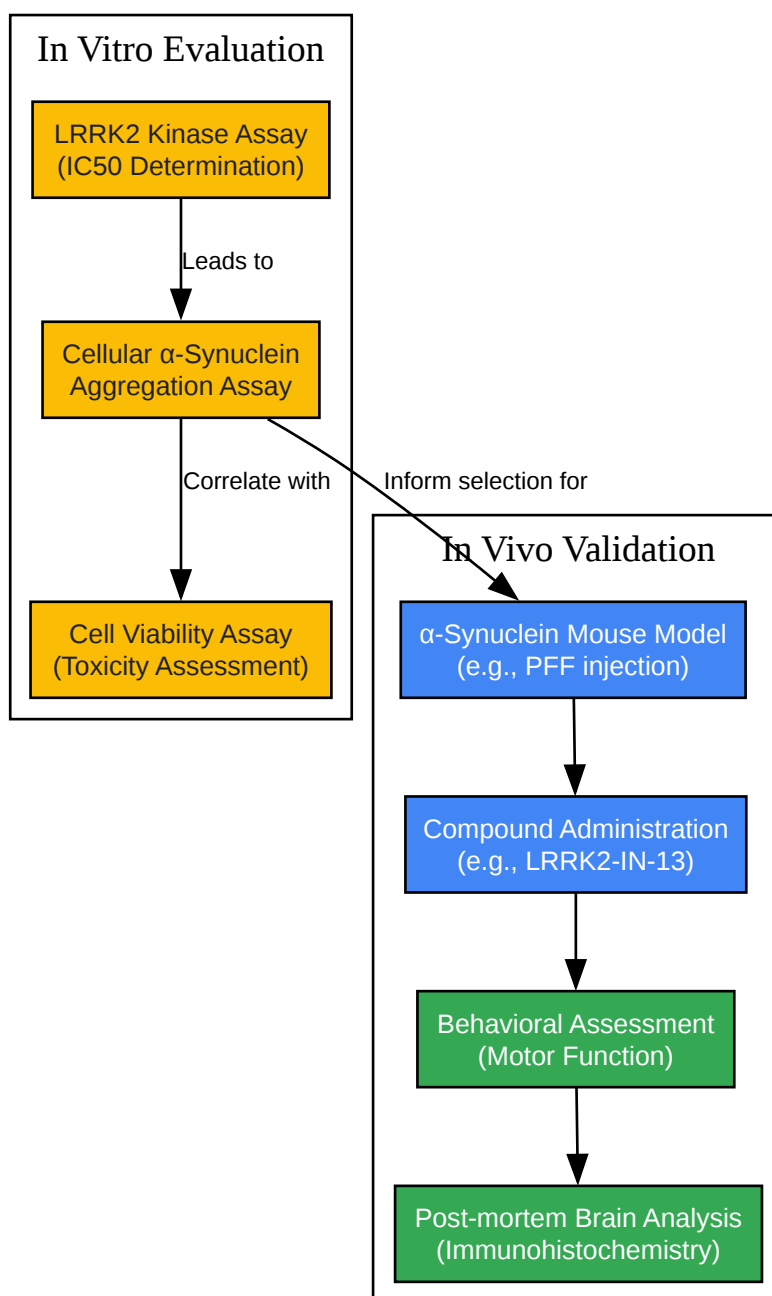 In Vitro Evaluation
LRRK2 Kinase Assay
(IC50 Determination)
Leads to
Cellular α-Synuclein
Aggregation Assay
Correlate with
Inform selection for
Cell Viability Assay
(Toxicity Assessment)
In Vivo Validation
α-Synuclein Mouse Model
(e.g., PFF injection)
Compound Administration
(e.g., LRRK2-IN-13)
Behavioral Assessment
(Motor Function)
Post-mortem Brain Analysis
(Immunohistochemistry)